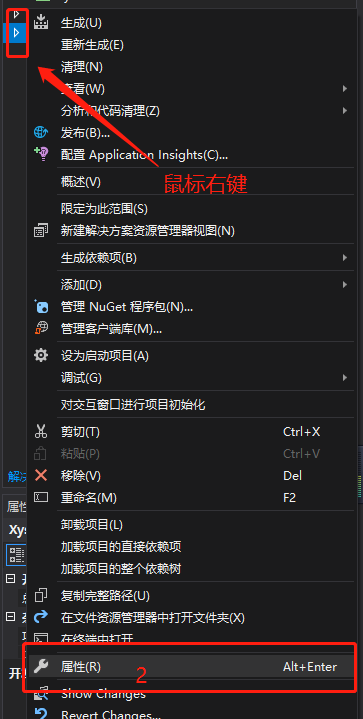 生成(U)
重新生成(E)
清理(N)
查看(W)
分析和代码清理(Z)
发布(B)...
配置 Application Insights(C)...
鼠标右键
概述(V)
限定为此范围(S)
新建解决方案资源管理器视图(N)
生成依赖项(B)
添加(D)
管理 NuGet 程序包(N)...
管理客户端库(M)...
设为启动项目(A)
调试(G)
对交互窗口进行项目初始化
剪切(T) Ctrl+X
粘贴(P) Ctrl+V
解决
移除(V) Del
重命名(M) F2
属性
卸载项目(L)
Xys
加载项目的直接依赖项
加载项目的整个依赖树
复制完整路径(U)
在文件资源管理器中打开文件夹(X)
在终端中打开
属性(R) Alt+Enter
2
Show Changes
Revert Changes...